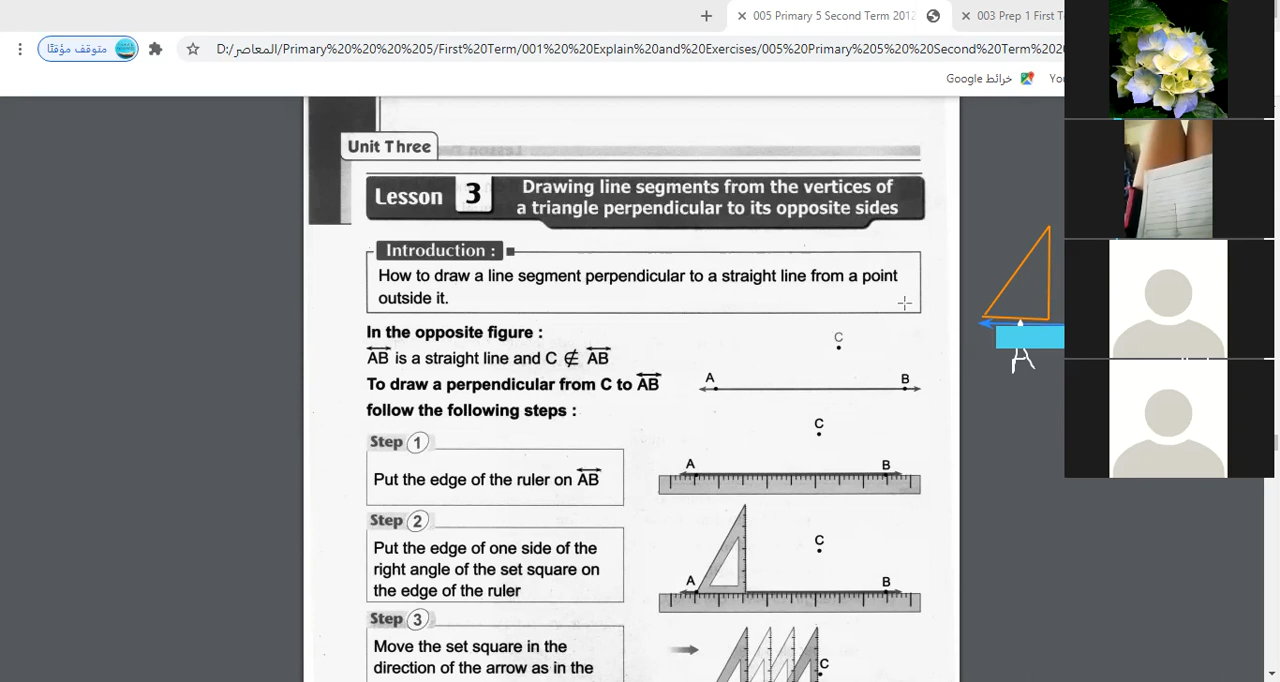 005 Primary 5 Second Term 2012
003 Prep 1 First T
متوقف مؤقتًا
D:/المعاصر/Primary%20%20%20%205/First%20Term/001%20%20Explain%20and%20Exercises/005%20Primary%205%20%20Second%20Term%20
خرائط Google
You
Unit Three
Lesson 3
Drawing line segments from the vertices of
a triangle perpendicular to its opposite sides
Introduction :
How to draw a line segment perpendicular to a straight line from a point
outside it.
In the opposite figure :
AB is a straight line and C ∉ AB
To draw a perpendicular from C to AB
follow the following steps :
C
A B
Step 1
Put the edge of the ruler on AB
C
A B
Step 2
Put the edge of one side of the
right angle of the set square on
the edge of the ruler
C
A B
Step 3
Move the set square in the
direction of the arrow as in the
C
A